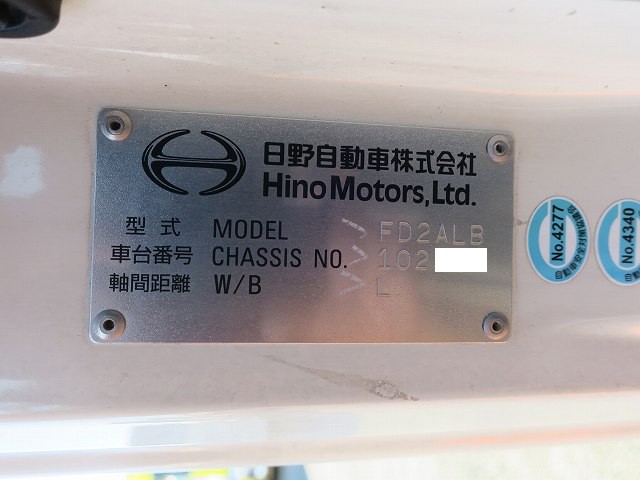 日野自動車株式会社
Hino Motors, Ltd.
型式 MODEL > FD2ALB
車台番号 CHASSIS NO. > 102
軸間距離 W/B > L
No.4277
No.4340